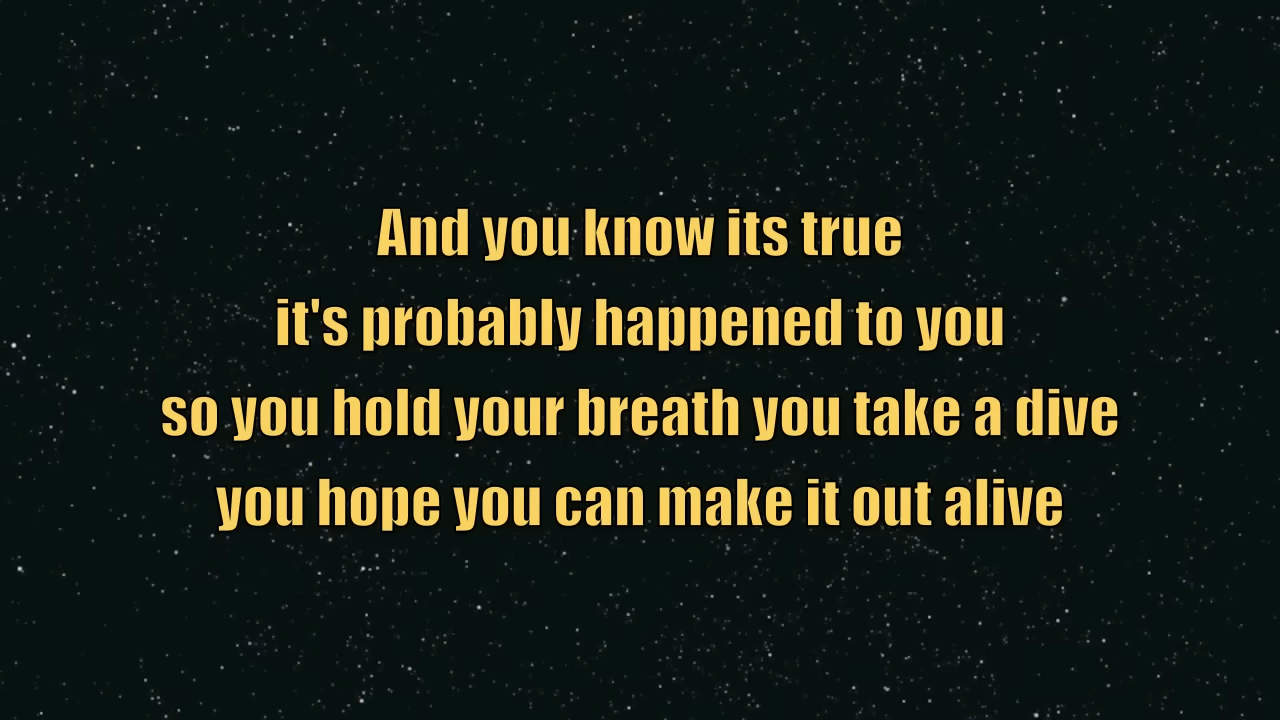 And you know its true
it's probably happened to you
so you hold your breath you take a dive
you hope you can make it out alive